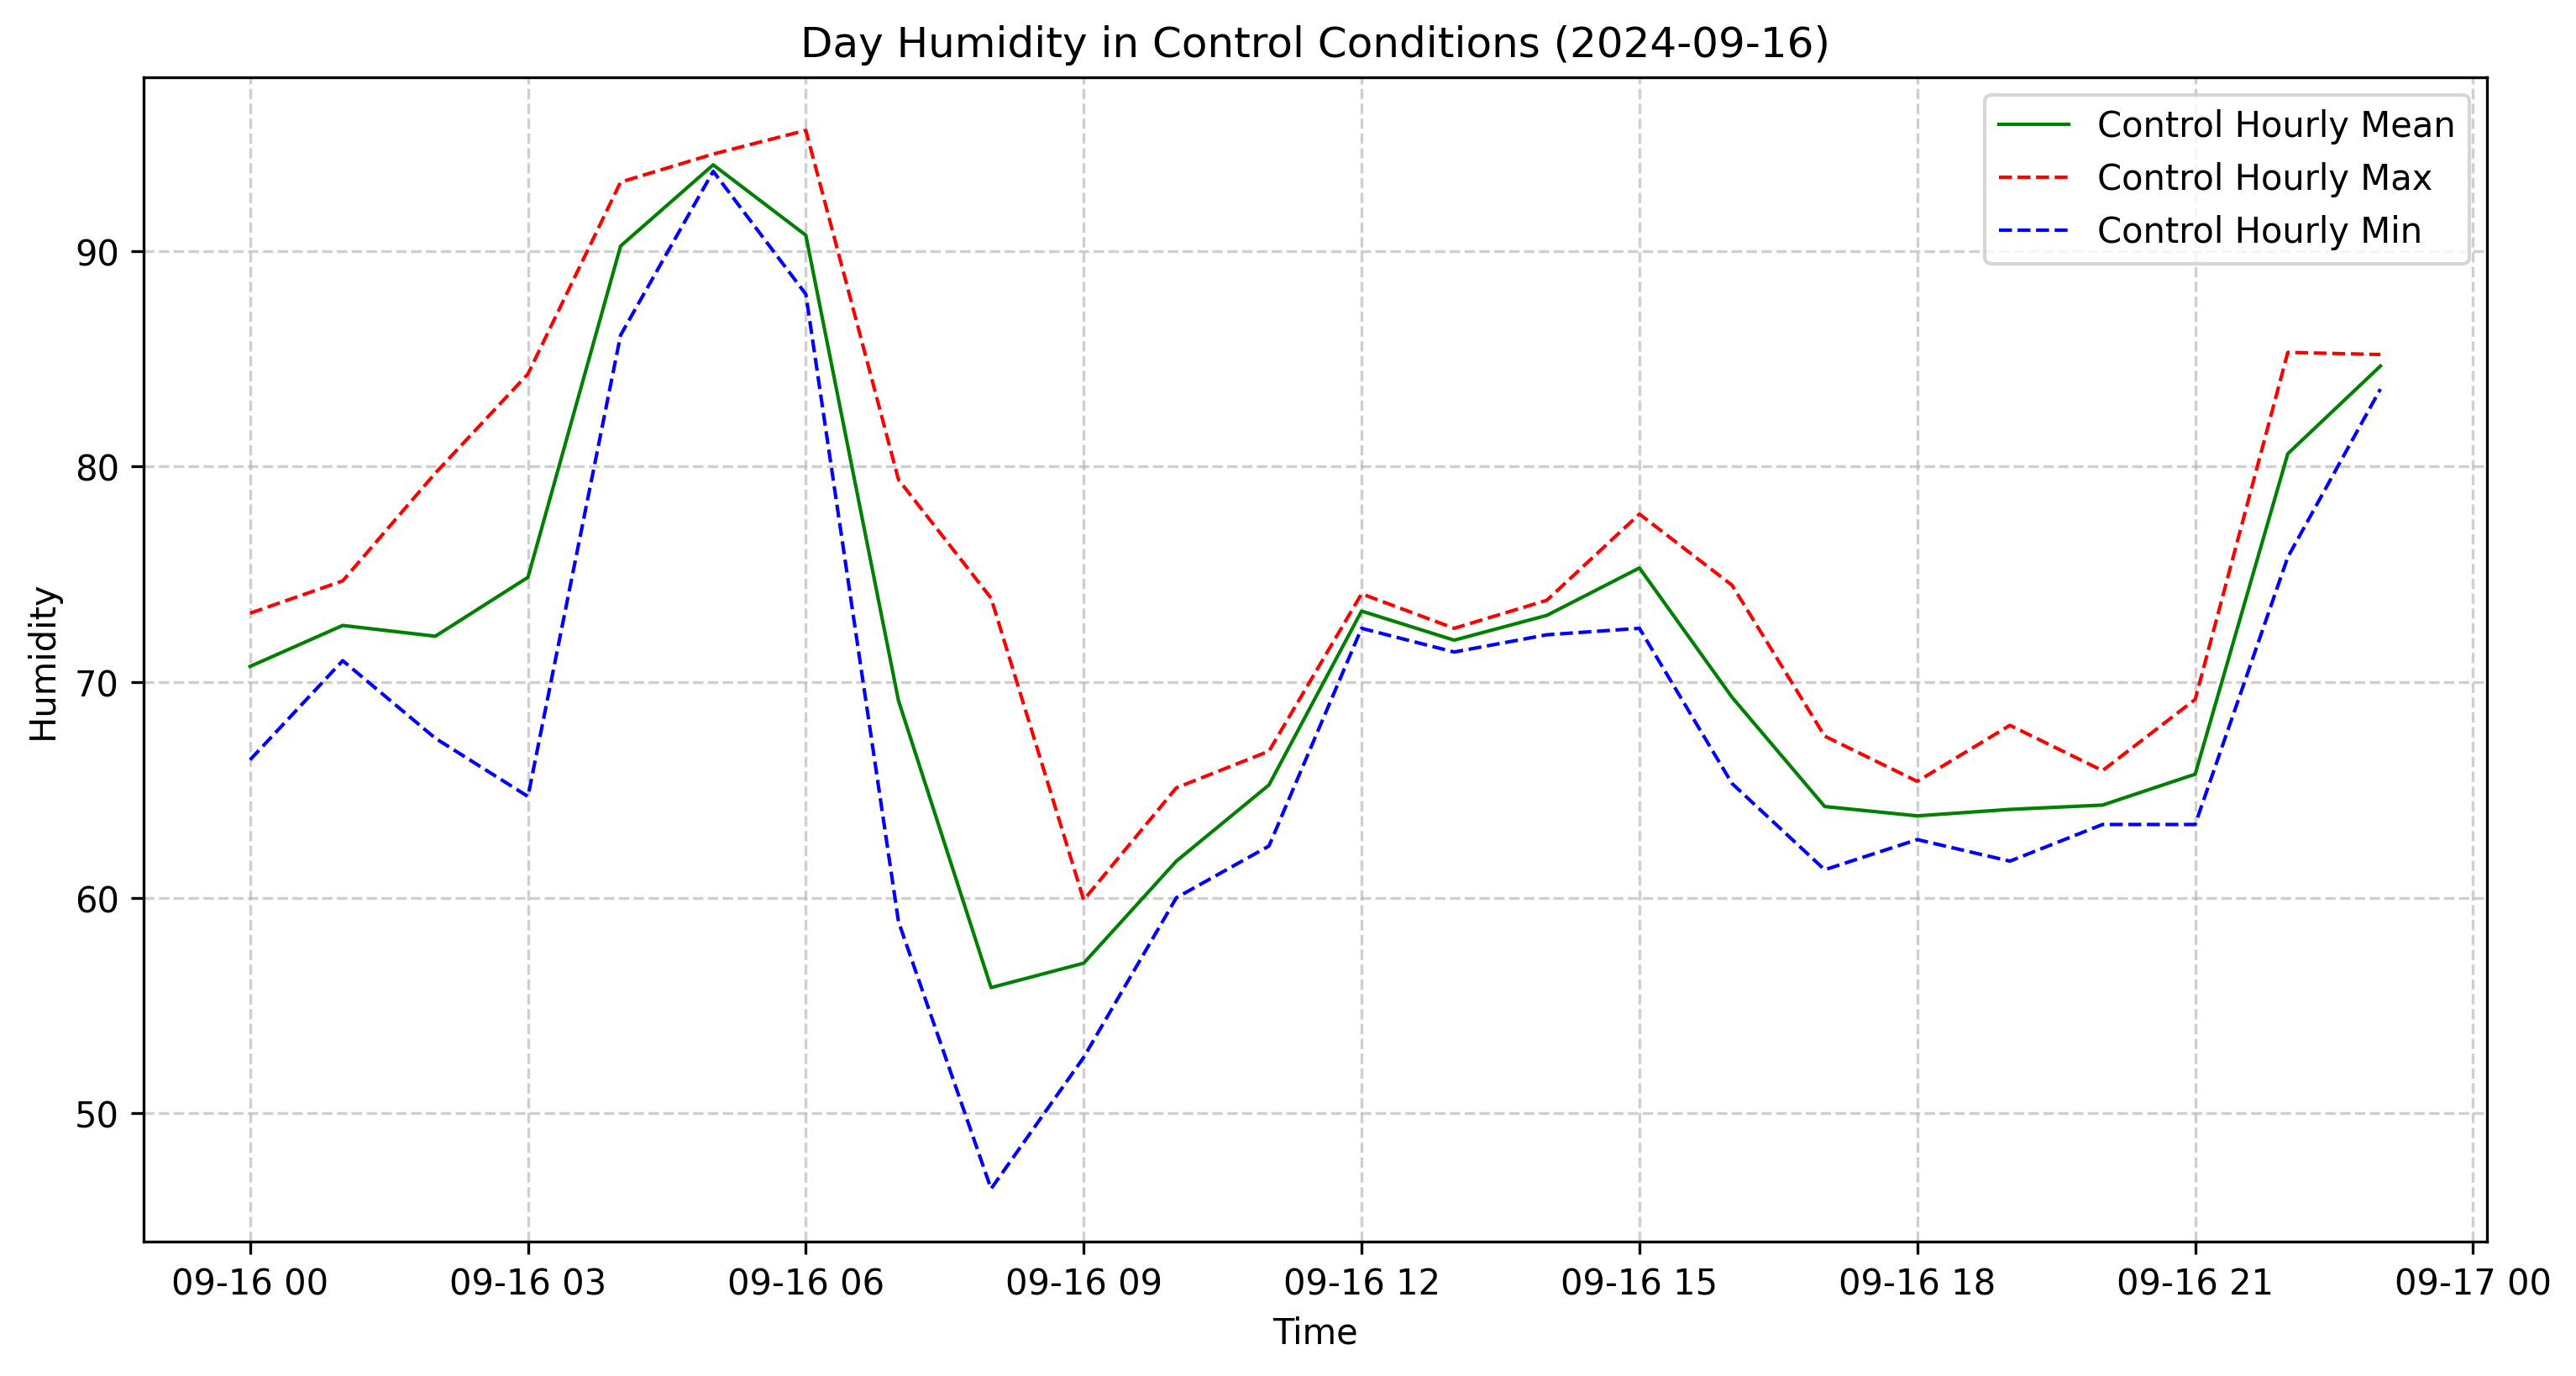 Day Humidity in Control Conditions (2024-09-16)
Control Hourly Mean
Control Hourly Max
Control Hourly Min
Humidity
90
80
70
60
50
09-16 00 09-16 03 09-16 06 09-16 09 09-16 12 09-16 15 09-16 18 09-16 21 09-17 00
Time